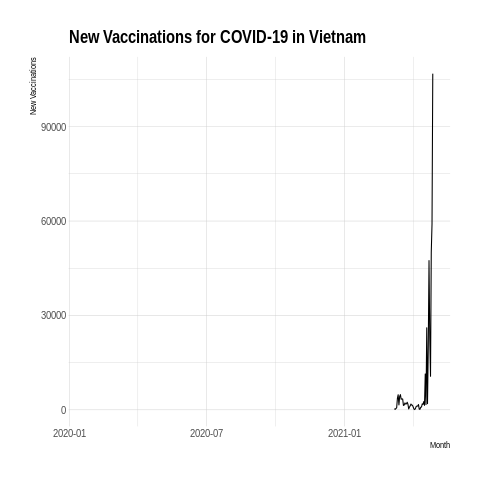 New Vaccinations for COVID-19 in Vietnam
New Vaccinations
90000
60000
30000
0
2020-01 2020-07 2021-01
Month